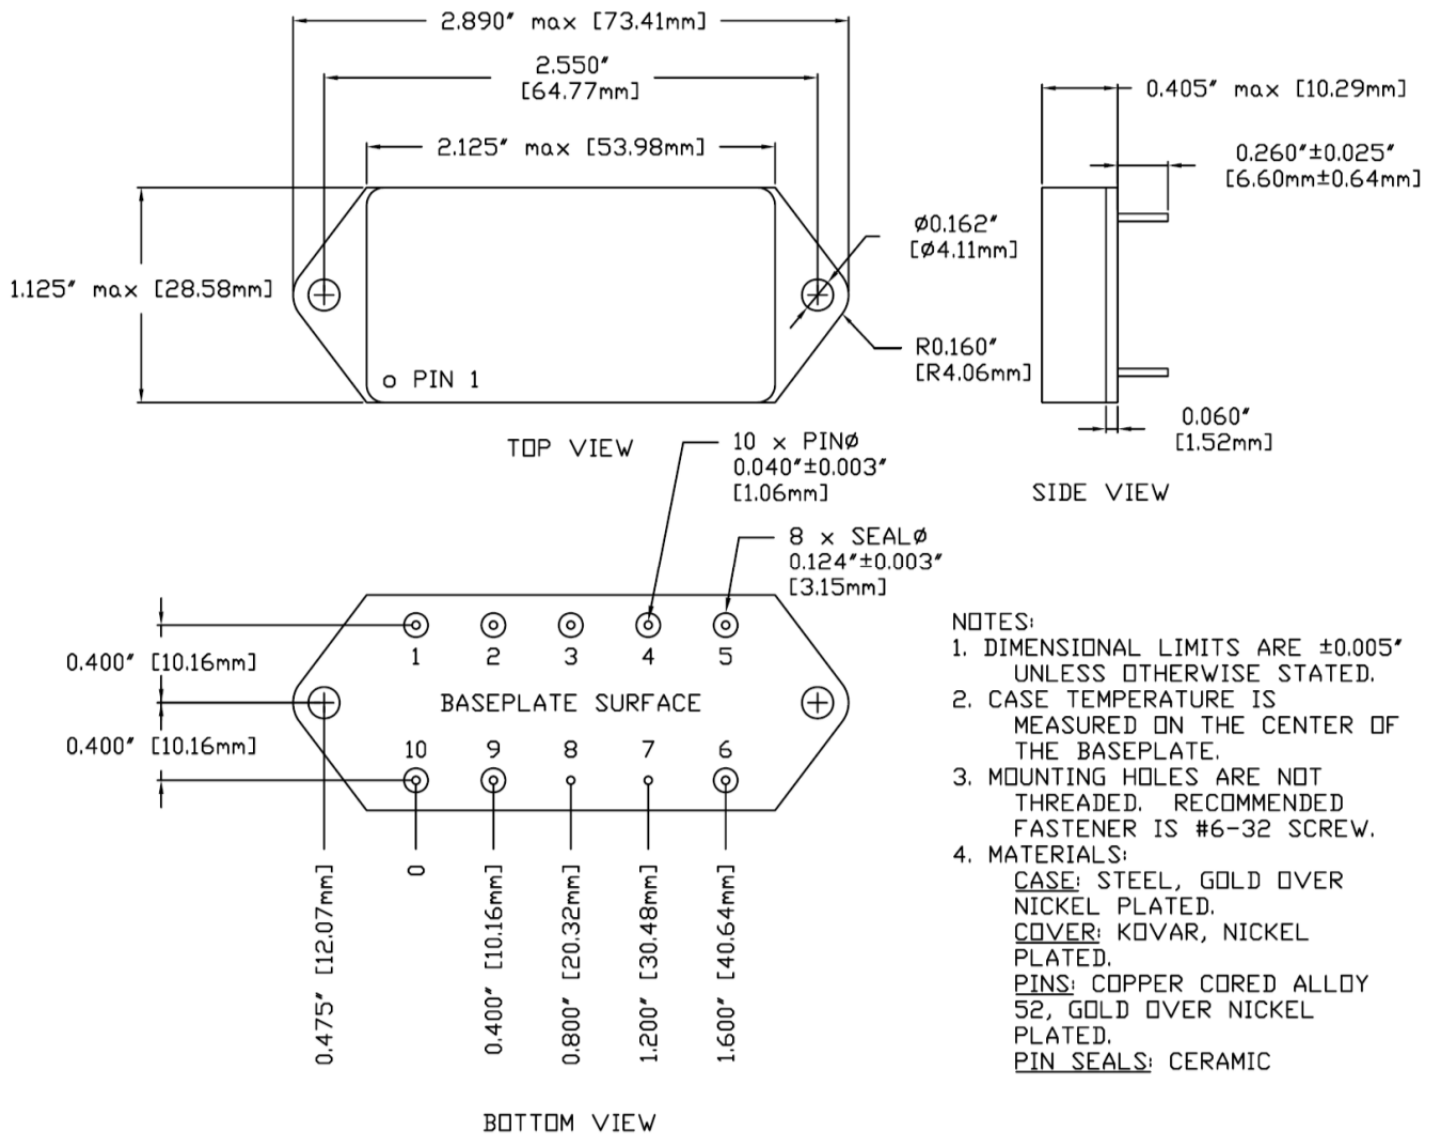 2.890" max [73.41mm]
2.550"
[64.77mm]
2.125" max [53.98mm]
1.125" max [28.58mm]
Ø0.162"
[Ø4.11mm]
R0.160"
[R4.06mm]
PIN 1
TOP VIEW
0.405" max [10.29mm]
0.260"±0.025"
[6.60mm±0.64mm]
0.060"
[1.52mm]
SIDE VIEW
10 x PINØ
0.040"±0.003"
[1.06mm]
8 x SEALØ
0.124"±0.003"
[3.15mm]
1 2 3 4 5
BASEPLATE SURFACE
10 9 8 7 6
0.400" [10.16mm]
0.400" [10.16mm]
0.475" [12.07mm]
0
0.400" [10.16mm]
0.800" [20.32mm]
1.200" [30.48mm]
1.600" [40.64mm]
BOTTOM VIEW
NOTES:
1. DIMENSIONAL LIMITS ARE ±0.005"
UNLESS OTHERWISE STATED.
2. CASE TEMPERATURE IS
MEASURED ON THE CENTER OF
THE BASEPLATE.
3. MOUNTING HOLES ARE NOT
THREADED. RECOMMENDED
FASTENER IS #6-32 SCREW.
4. MATERIALS:
CASE: STEEL, GOLD OVER
NICKEL PLATED.
COVER: KOVAR, NICKEL
PLATED.
PINS: COPPER CORED ALLOY
52, GOLD OVER NICKEL
PLATED.
PIN SEALS: CERAMIC